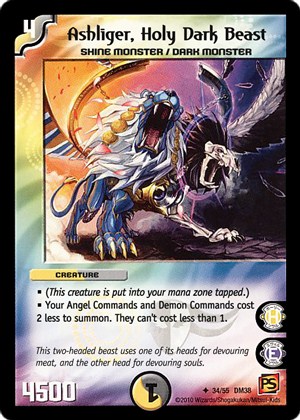 4
Ashliger, Holy Dark Beast
SHINE MONSTER / DARK MONSTER
CREATURE
▪ (This creature is put into your mana zone tapped.)
▪ Your Angel Commands and Demon Commands cost
2 less to summon. They can't cost less than 1.
This two-headed beast uses one of its heads for devouring
meat, and the other head for devouring souls.
4500
1
34/55 DM38
PS
©2010 Wizards/Shogakukan/Mitsui-Kids